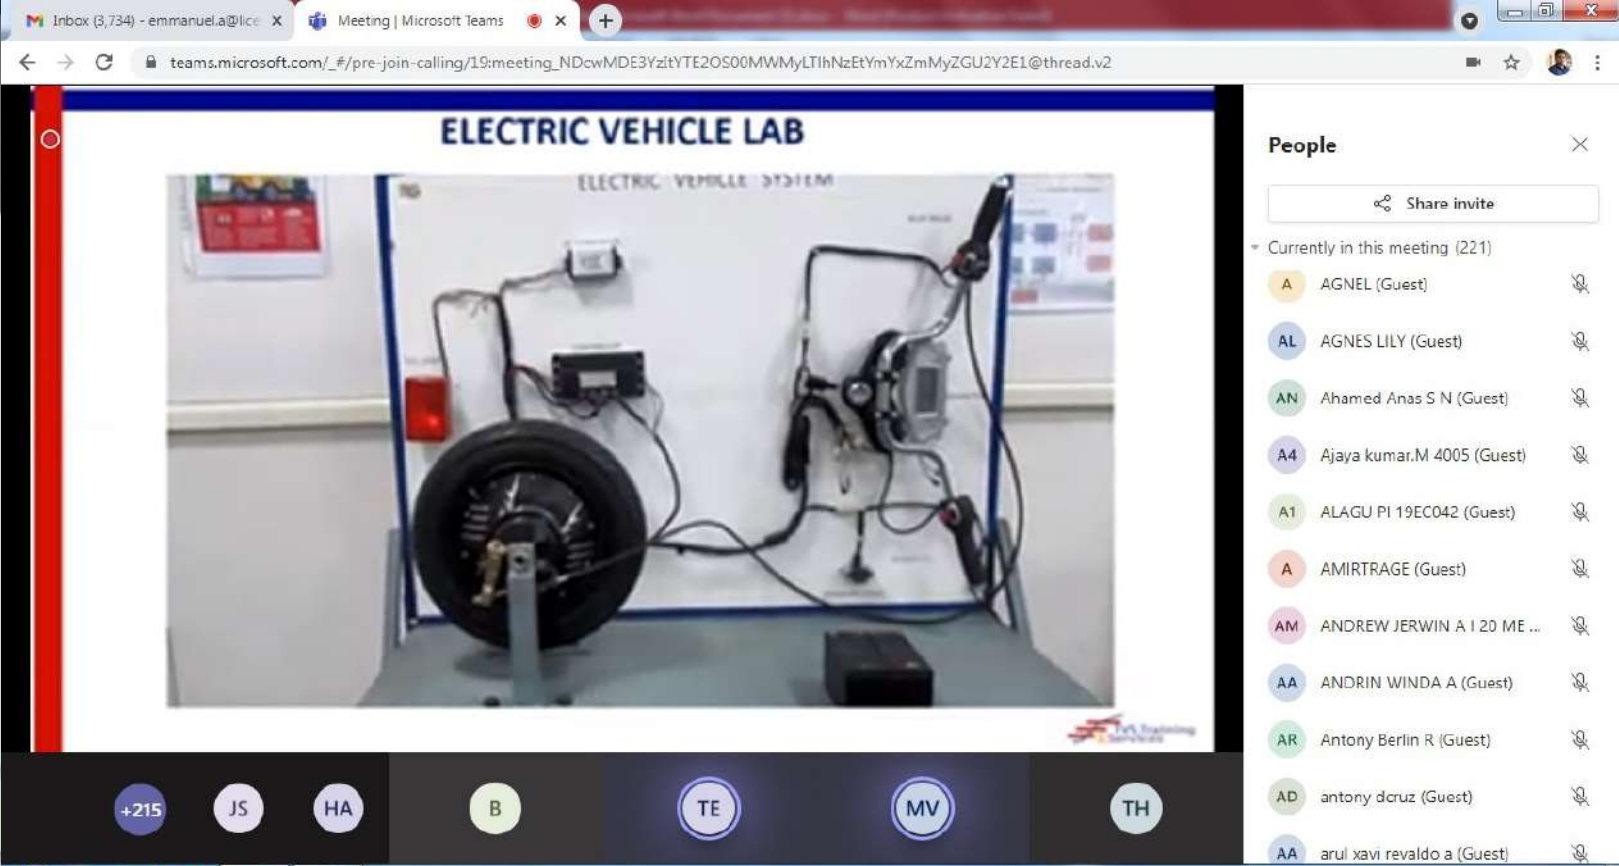 Inbox (3,734) - emmanuel.a@lice
Meeting | Microsoft Teams
teams.microsoft.com/_#/pre-join-calling/19:meeting_NDcwMDE3YzItYTE2OS00MWMyLTlhNzEtYmYxZmMyZGU2Y2E1@thread.v2
ELECTRIC VEHICLE LAB
ELECTRIC VEHICLE SYSTEM
TVS Training
& Services
+215
JS
HA
B
TE
MV
TH
People
Share invite
Currently in this meeting (221)
A AGNEL (Guest)
AL AGNES LILY (Guest)
AN Ahamed Anas S N (Guest)
A4 Ajaya kumar.M 4005 (Guest)
A1 ALAGU PI 19EC042 (Guest)
A AMIRTRAGE (Guest)
AM ANDREW JERWIN A I 20 ME ...
AA ANDRIN WINDA A (Guest)
AR Antony Berlin R (Guest)
AD antony dcruz (Guest)
AA arul xavi revaldo a (Guest)